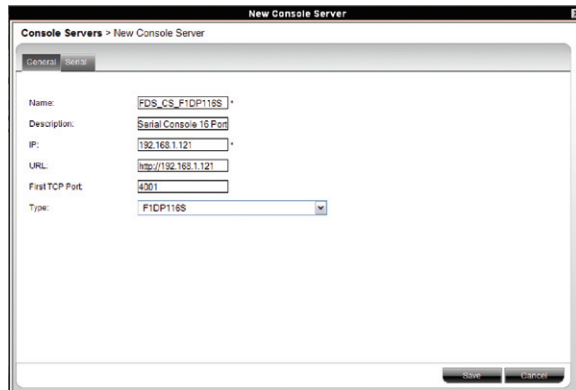 New Console Server
Console Servers > New Console Server
General Serial
Name: FDS_CS_F1DP116S *
Description: Serial Console 16 Port
IP: 192.168.1.121 *
URL: http://192.168.1.121
First TCP Port: 4001
Type: F1DP116S
Save Cancel